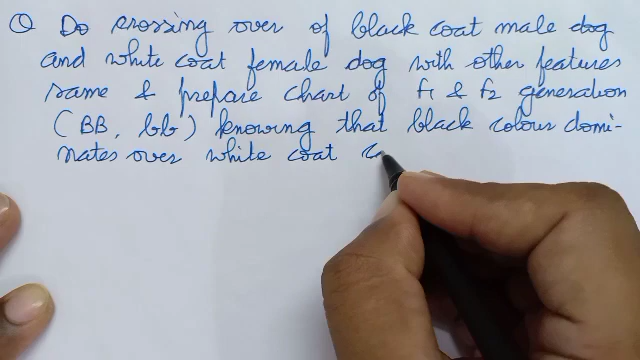 Q Do crossing over of black coat male dog
and white coat female dog with other features
same & prepare chart of f1 & f2 generation
(BB, bb) knowing that black colour domi-
nates over white coat c